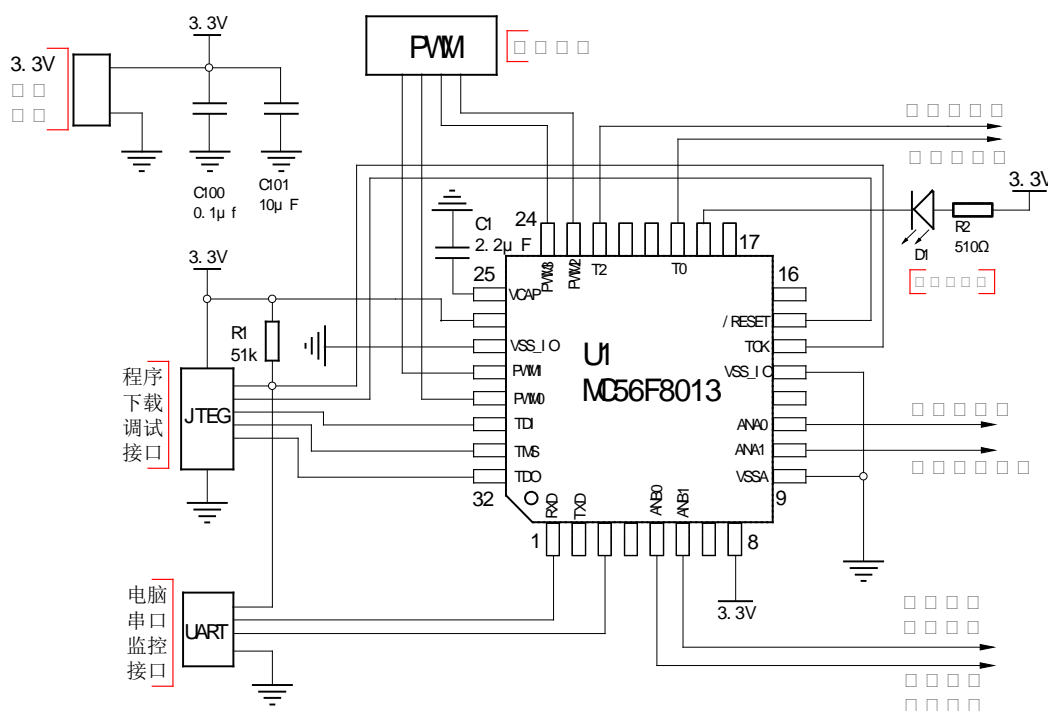 3.3V
3.3V
C100
0.1μf
C101
10μF
PWM
3.3V
R2
510Ω
D1
C1
2.2μF
24
17
PWM3
PWM2
T2
T0
25
16
VCAP
/RESET
VSS_IO
TCK
PWM1
VSS_IO
PWM0
TDI
ANA0
TMS
ANA1
TDO
VSSA
32
9
U1
MC56F8013
RXD
TXD
ANB0
ANB1
1
8
3.3V
3.3V
R1
51k
程序
下载
调试
接口
JTEG
电脑
串口
监控
接口
UART